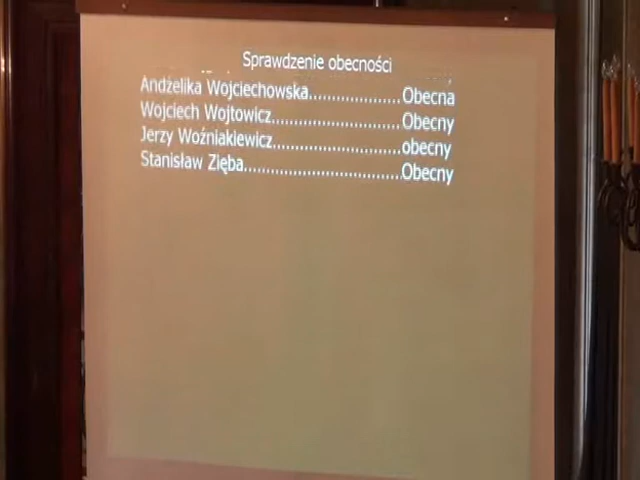 Sprawdzenie obecności
Andżelika Wojciechowska...................Obecna
Wojciech Wojtowicz..........................Obecny
Jerzy Woźniakiewicz..........................obecny
Stanisław Zięba................................Obecny